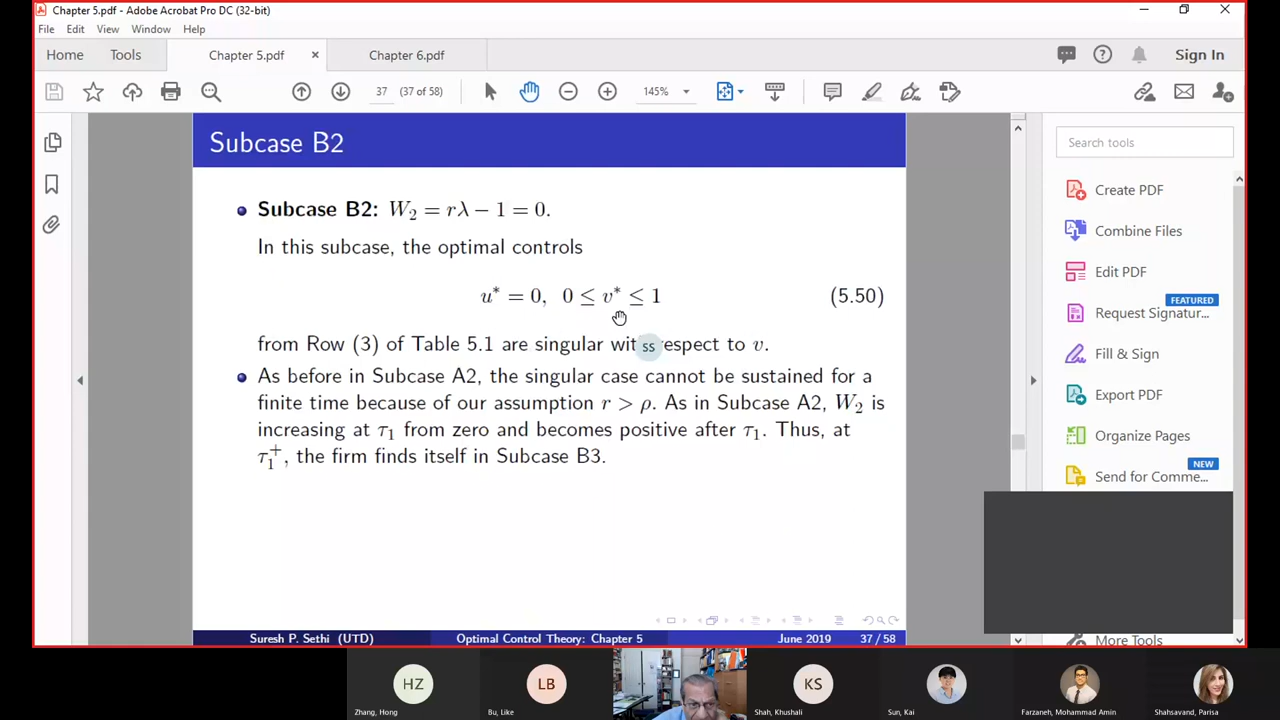 Chapter 5.pdf - Adobe Acrobat Pro DC (32-bit)
File Edit View Window Help
Home Tools Chapter 5.pdf × Chapter 6.pdf Sign In
37 (37 of 58) 145%
Subcase B2
Search tools
Subcase B2: W₂ = rλ − 1 = 0.
In this subcase, the optimal controls
u* = 0, 0 ≤ v* ≤ 1 (5.50)
from Row (3) of Table 5.1 are singular wit respect to v.
As before in Subcase A2, the singular case cannot be sustained for a
finite time because of our assumption r > ρ. As in Subcase A2, W₂ is
increasing at τ₁ from zero and becomes positive after τ₁. Thus, at
τ₁⁺, the firm finds itself in Subcase B3.
ss
Create PDF
Combine Files
Edit PDF
FEATURED
Request Signatur...
Fill & Sign
Export PDF
Organize Pages
NEW
Send for Comme...
More Tools
Suresh P. Sethi (UTD) Optimal Control Theory: Chapter 5 June 2019 37 / 58
HZ LB KS
Zhang, Hong Bu, Like Shah, Khushali Sun, Kai Farzaneh, Mohammad Amin Shahsavand, Parisa